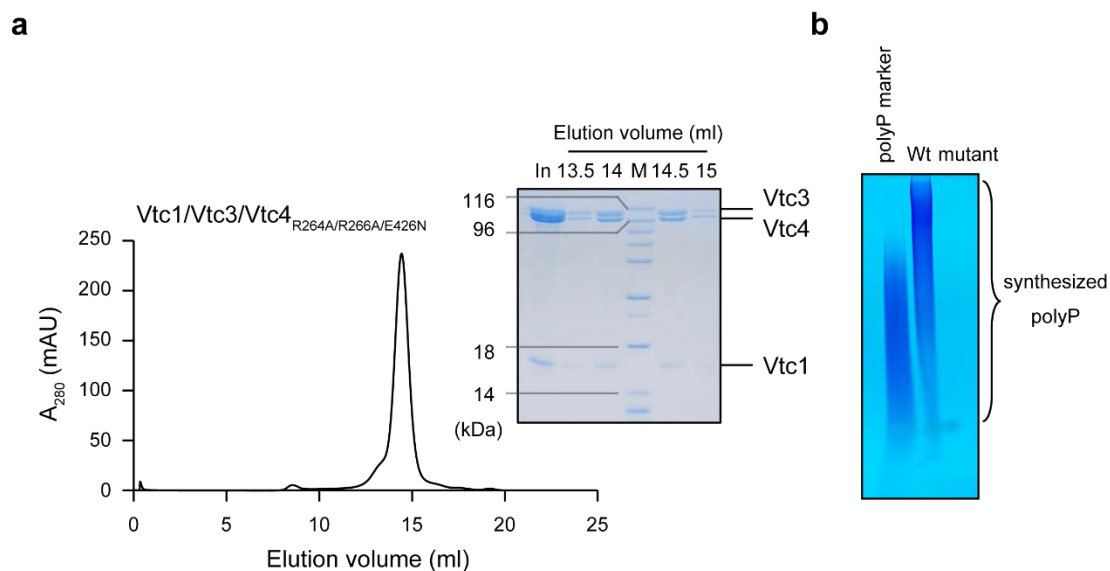 a
Elution volume (ml)
In 13.5 14 M 14.5 15
116
96
18
14
(kDa)
Vtc3
Vtc4
Vtc1
Vtc1/Vtc3/Vtc4R264A/R266A/E426N
250
200
150
100
50
0
A280 (mAU)
0 5 10 15 20 25
Elution volume (ml)
b
polyP marker
Wt mutant
synthesized
polyP